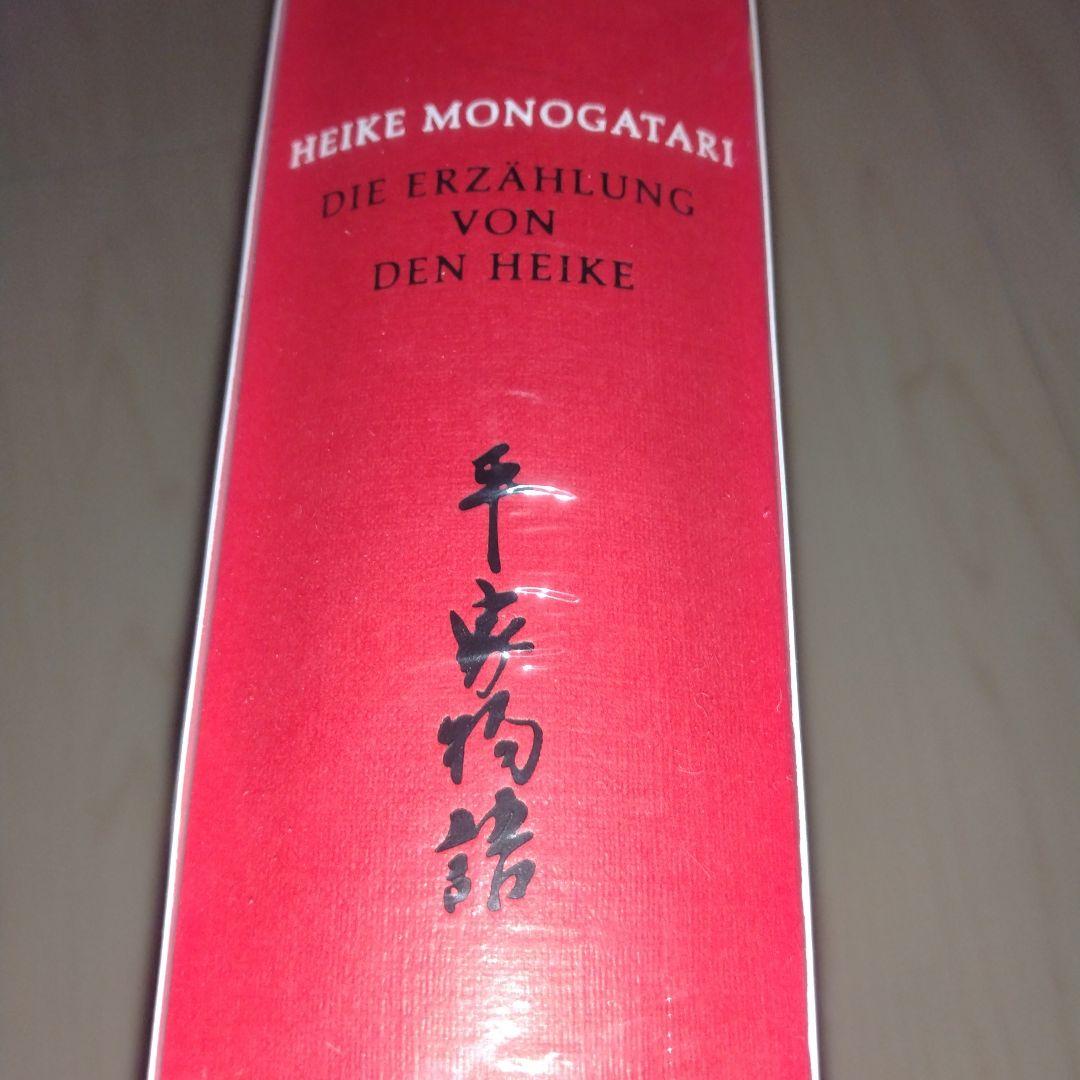 HEIKE MONOGATARI
DIE ERZÄHLUNG
VON
DEN HEIKE
平家物語